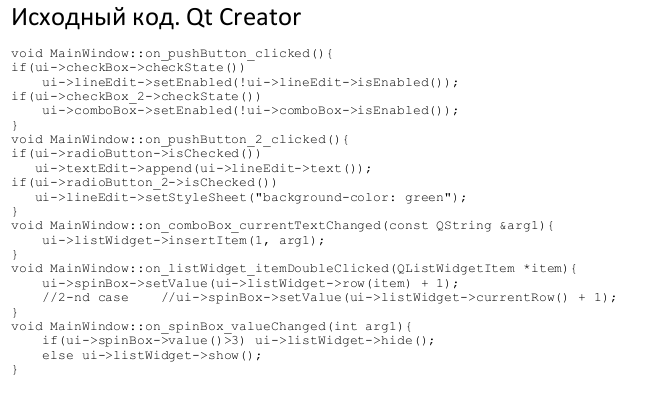 Исходный код. Qt Creator
void MainWindow::on_pushButton_clicked(){
if(ui->checkBox->checkState())
    ui->lineEdit->setEnabled(!ui->lineEdit->isEnabled());
if(ui->checkBox_2->checkState())
    ui->comboBox->setEnabled(!ui->comboBox->isEnabled());
}
void MainWindow::on_pushButton_2_clicked(){
if(ui->radioButton->isChecked())
   ui->textEdit->append(ui->lineEdit->text());
if(ui->radioButton_2->isChecked())
   ui->lineEdit->setStyleSheet("background-color: green");
}
void MainWindow::on_comboBox_currentTextChanged(const QString &arg1){
    ui->listWidget->insertItem(1, arg1);
}
void MainWindow::on_listWidget_itemDoubleClicked(QListWidgetItem *item){
    ui->spinBox->setValue(ui->listWidget->row(item) + 1);
    //2-nd case    //ui->spinBox->setValue(ui->listWidget->currentRow() + 1);
}
void MainWindow::on_spinBox_valueChanged(int arg1){
    if(ui->spinBox->value()>3) ui->listWidget->hide();
    else ui->listWidget->show();
}